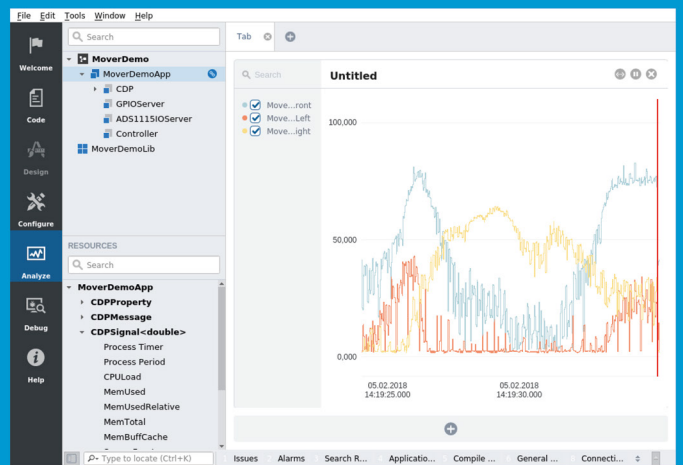 File Edit Tools Window Help
Welcome
Code
Design
Configure
Analyze
Debug
Help
Search
MoverDemo
MoverDemoApp
CDP
GPIOServer
ADS1115IOServer
Controller
MoverDemoLib
RESOURCES
Search
MoverDemoApp
CDPProperty
CDPMessage
CDPSignal<double>
Process Timer
Process Period
CPULoad
MemUsed
MemUsedRelative
MemTotal
MemBuffCache
Tab
Search
Move...ront
Move...Left
Move...ight
Untitled
100,000
50,000
0,000
05.02.2018 05.02.2018
14:19:25.000 14:19:30.000
Type to locate (Ctrl+K) Issues Alarms Search R... Applicatio... Compile ... General ... Connecti...